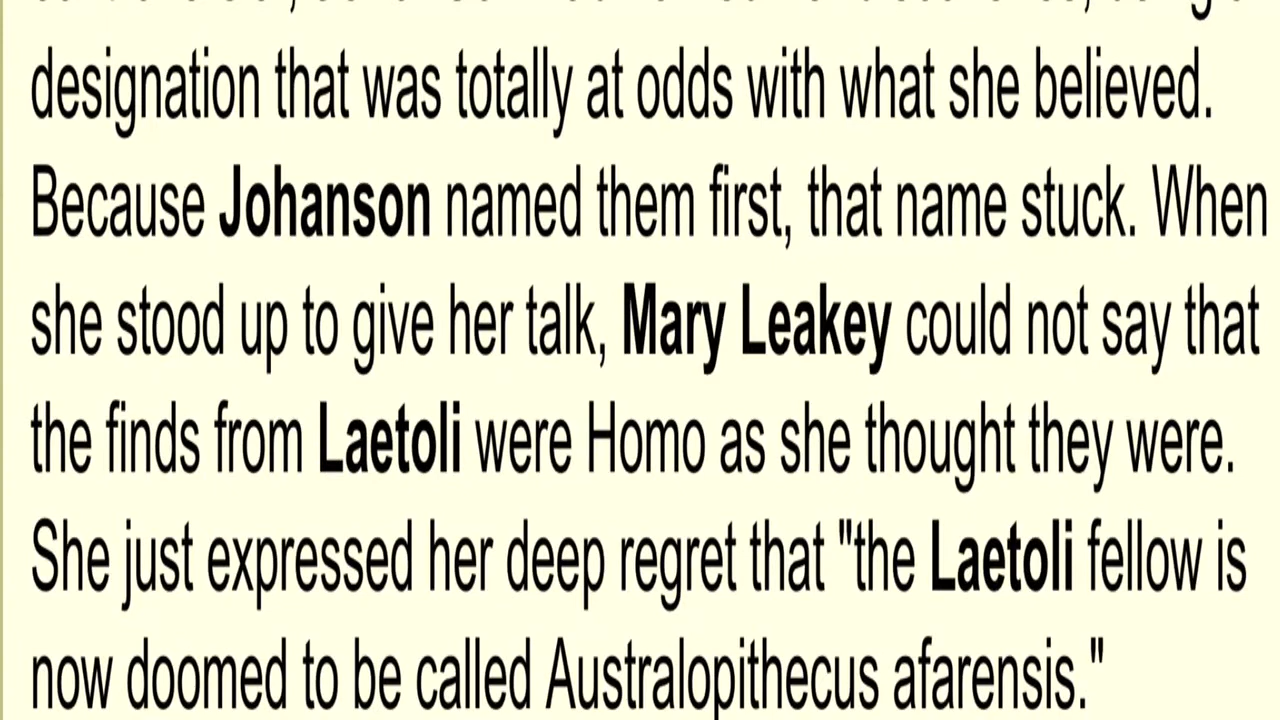 designation that was totally at odds with what she believed.
Because Johanson named them first, that name stuck. When
she stood up to give her talk, Mary Leakey could not say that
the finds from Laetoli were Homo as she thought they were.
She just expressed her deep regret that "the Laetoli fellow is
now doomed to be called Australopithecus afarensis."